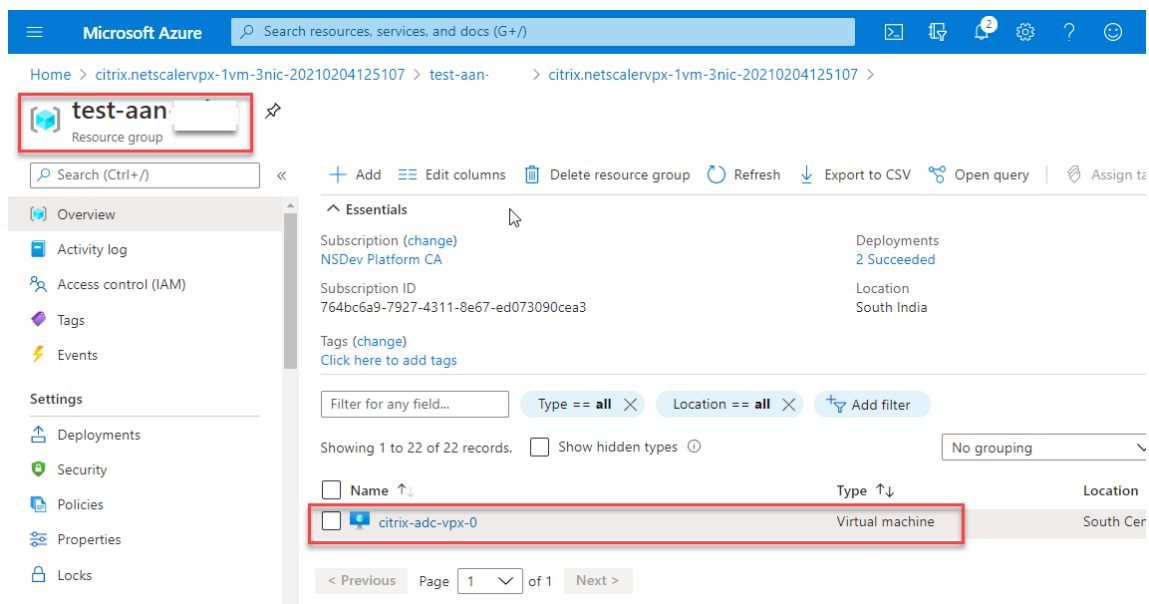 Microsoft Azure
Search resources, services, and docs (G+/)
2
Home > citrix.netscalervpx-1vm-3nic-20210204125107 > test-aan- > citrix.netscalervpx-1vm-3nic-20210204125107 >
test-aan-
Resource group
Search (Ctrl+/)
«
Add
Edit columns
Delete resource group
Refresh
Export to CSV
Open query
Assign ta
Overview
Activity log
Access control (IAM)
Tags
Events
Settings
Deployments
Security
Policies
Properties
Locks
Essentials
Subscription (change)
NSDev Platform CA
Deployments
2 Succeeded
Subscription ID
764bc6a9-7927-4311-8e67-ed073090cea3
Location
South India
Tags (change)
Click here to add tags
Filter for any field...
Type == all
Location == all
Add filter
Showing 1 to 22 of 22 records.
Show hidden types
No grouping
Name ↑↓
Type ↑↓
Location
citrix-adc-vpx-0
Virtual machine
South Cen
< Previous
Page 1 of 1
Next >